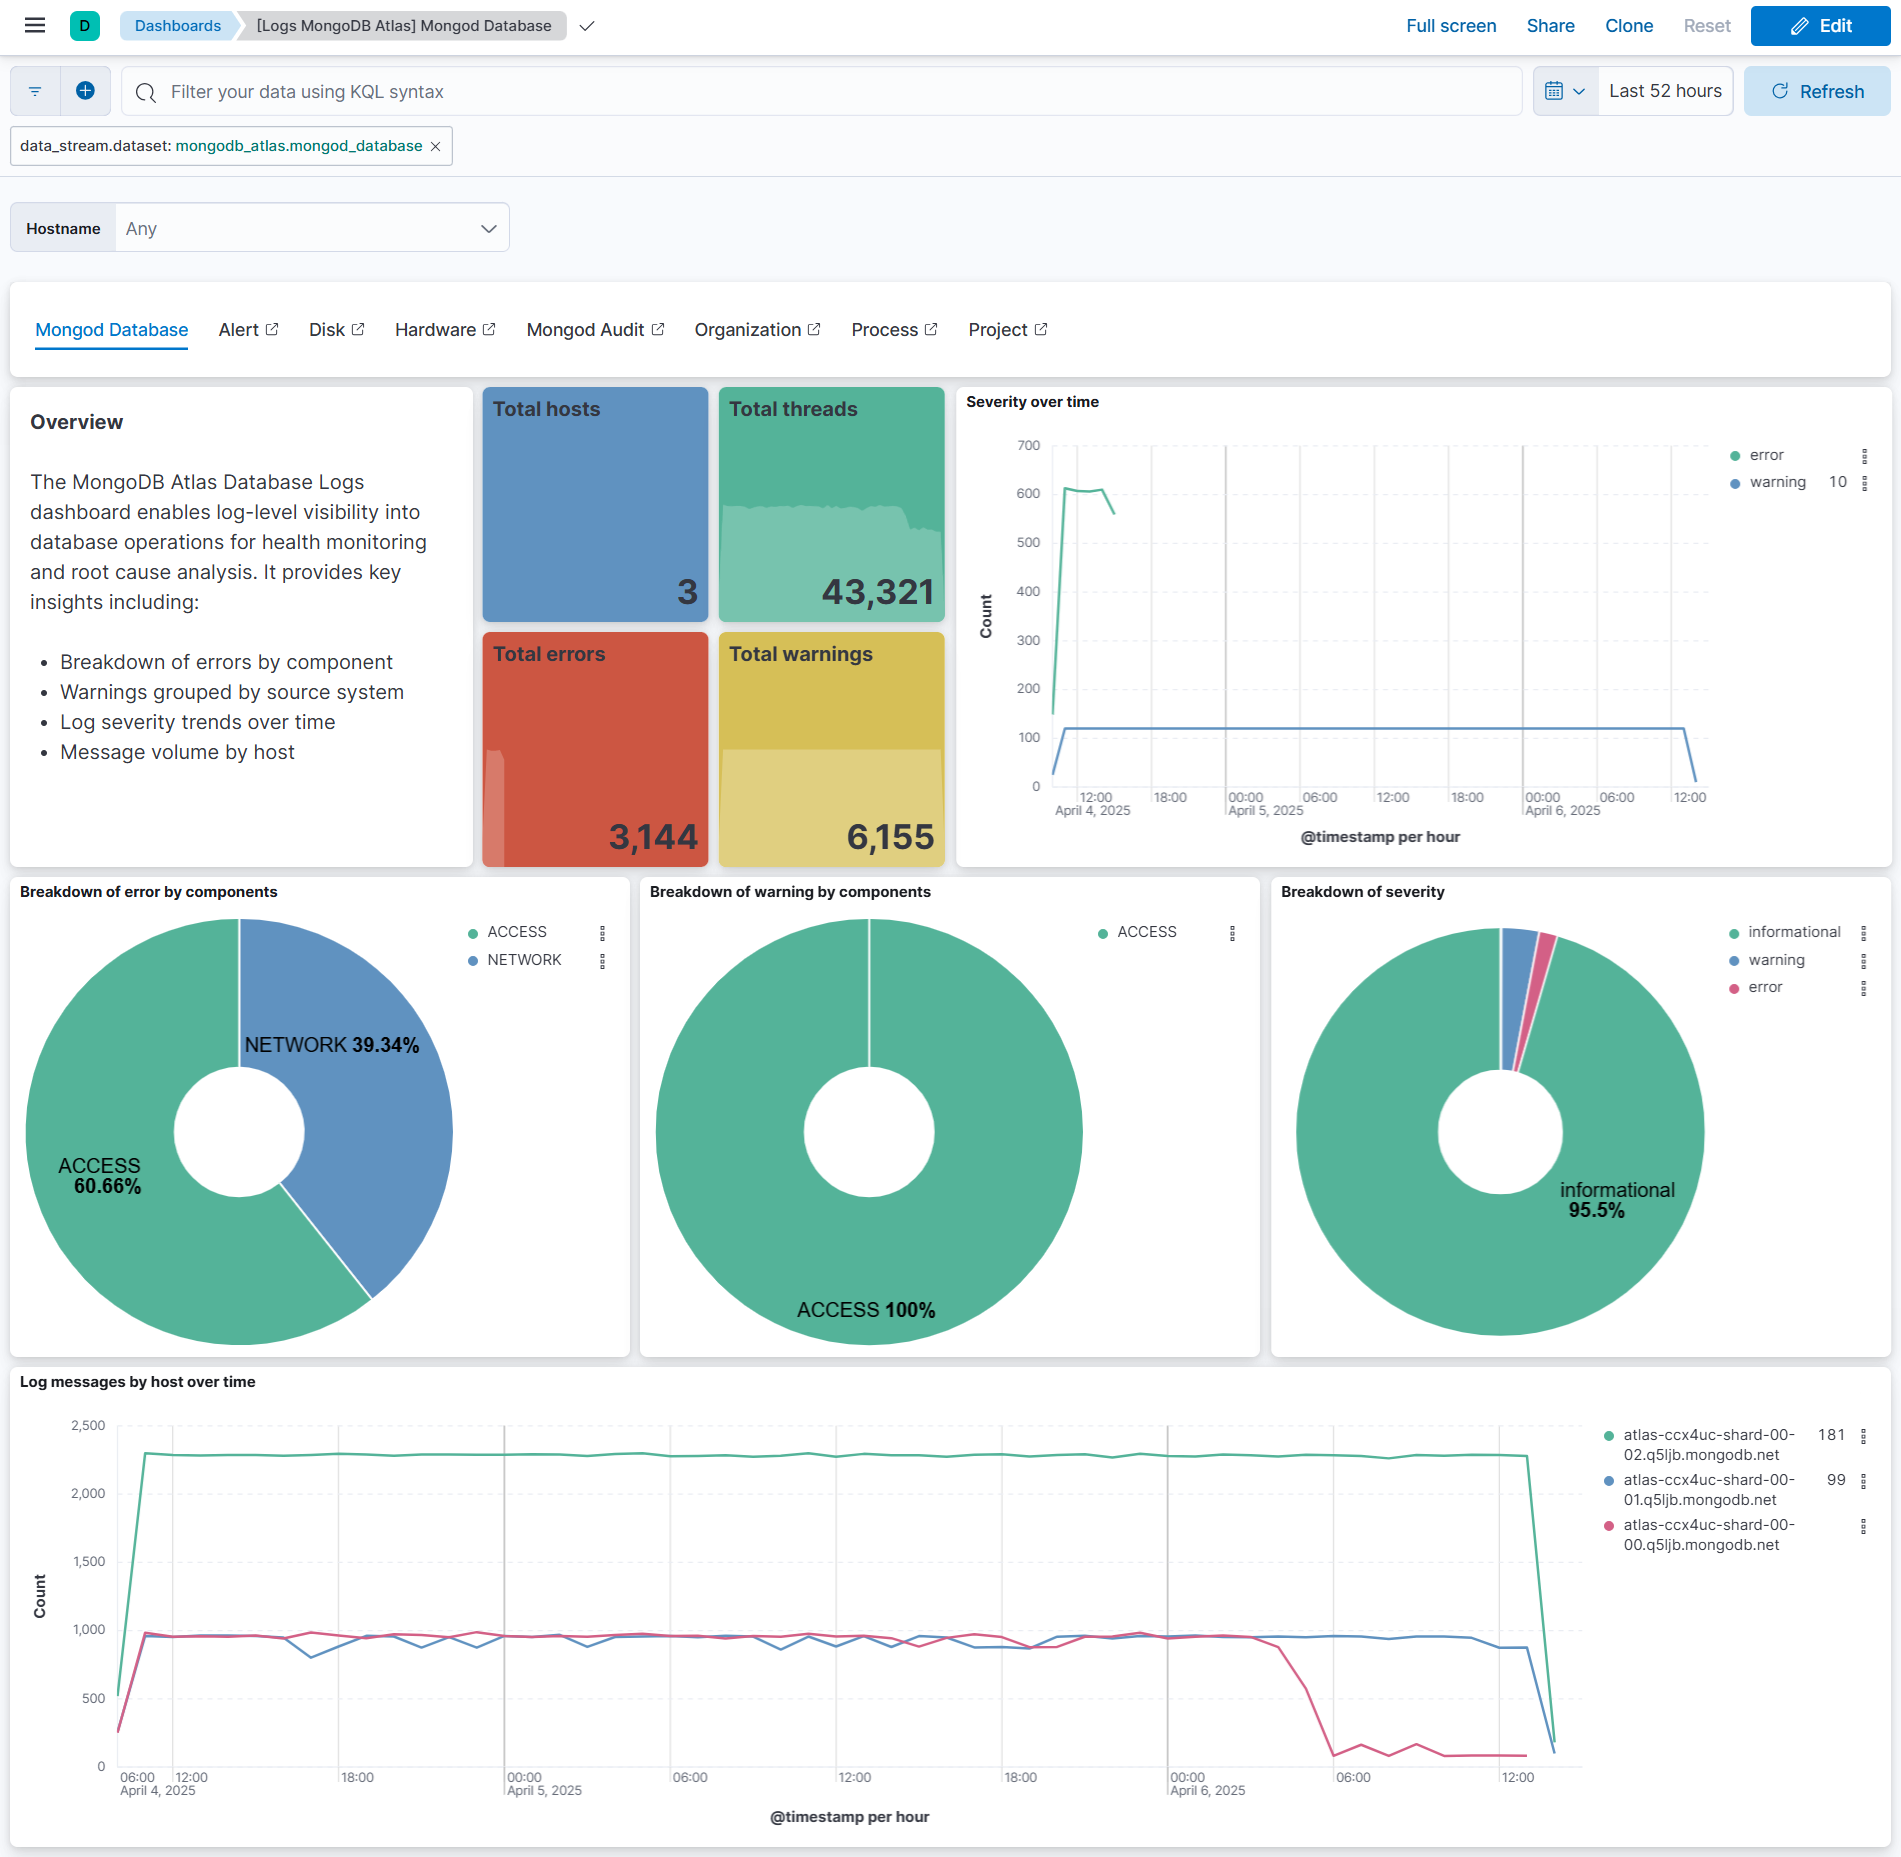 D
Dashboards
[Logs MongoDB Atlas] Mongod Database
Full screen
Share
Clone
Reset
Edit
Filter your data using KQL syntax
Last 52 hours
Refresh
data_stream.dataset: mongodb_atlas.mongod_database
Hostname
Any
Mongod Database
Alert
Disk
Hardware
Mongod Audit
Organization
Process
Project
Overview
The MongoDB Atlas Database Logs
dashboard enables log-level visibility into
database operations for health monitoring
and root cause analysis. It provides key
insights including:
• Breakdown of errors by component
• Warnings grouped by source system
• Log severity trends over time
• Message volume by host
Total hosts
3
Total threads
43,321
Total errors
3,144
Total warnings
6,155
Severity over time
700
600
500
400
300
200
100
0
Count
12:00
18:00
00:00
06:00
12:00
18:00
00:00
06:00
12:00
April 4, 2025
April 5, 2025
April 6, 2025
@timestamp per hour
error
warning 10
Breakdown of error by components
NETWORK 39.34%
ACCESS
60.66%
ACCESS
NETWORK
Breakdown of warning by components
ACCESS 100%
ACCESS
Breakdown of severity
informational
95.5%
informational
warning
error
Log messages by host over time
2,500
2,000
1,500
1,000
500
0
Count
06:00
12:00
18:00
00:00
06:00
12:00
18:00
00:00
06:00
12:00
April 4, 2025
April 5, 2025
April 6, 2025
@timestamp per hour
atlas-ccx4uc-shard-00- 181
02.q5ljb.mongodb.net
atlas-ccx4uc-shard-00- 99
01.q5ljb.mongodb.net
atlas-ccx4uc-shard-00-
00.q5ljb.mongodb.net